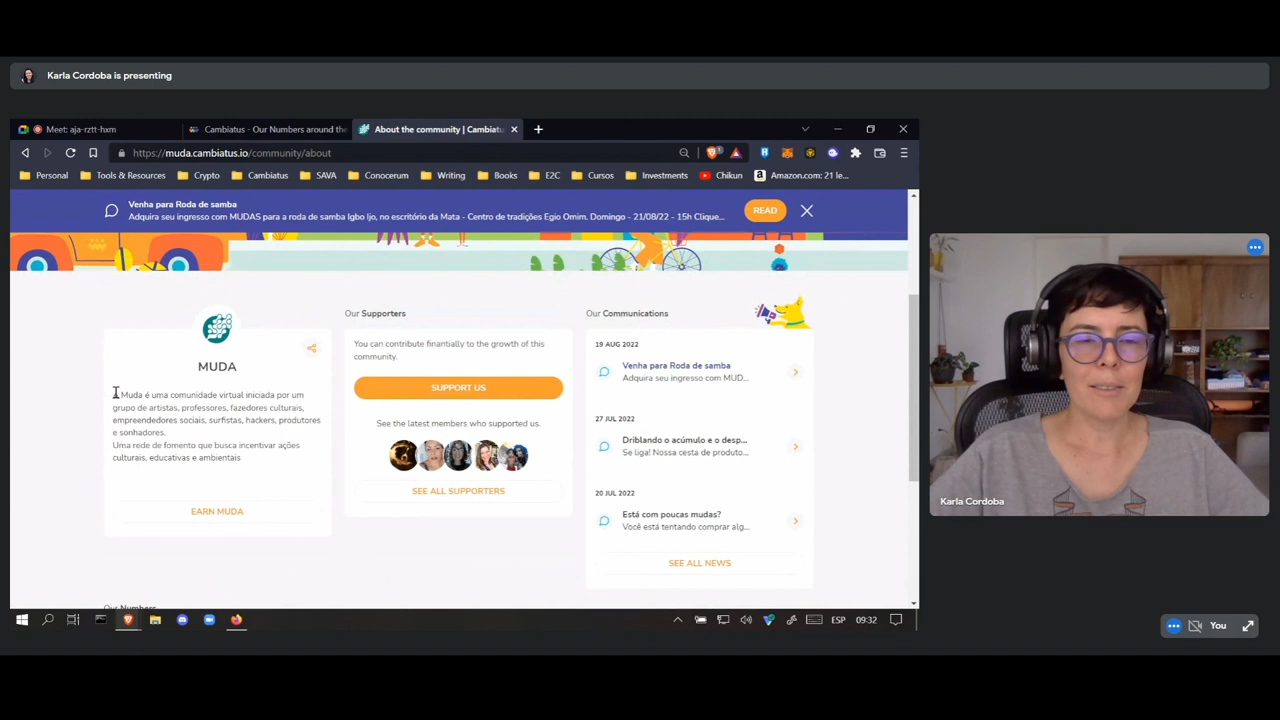 Karla Cordoba is presenting
Meet: aja-rztt-hxm
Cambiatus - Our Numbers around the
About the community | Cambiatu
https://muda.cambiatus.io/community/about
Personal
Tools & Resources
Crypto
Cambiatus
SAVA
Conocerum
Writing
Books
E2C
Cursos
Investments
Chikun
Amazon.com: 21 le...
Venha para Roda de samba
Adquira seu ingresso com MUDAS para a roda de samba Igbo Ijo, no escritório da Mata - Centro de tradições Egio Omim. Domingo - 21/08/22 - 15h Clique...
READ
MUDA
Muda é uma comunidade virtual iniciada por um
grupo de artistas, professores, fazedores culturais,
empreendedores sociais, surfistas, hackers, produtores
e sonhadores.
Uma rede de fomento que busca incentivar ações
culturais, educativas e ambientais
EARN MUDA
Our Supporters
You can contribute finantially to the growth of this
community.
SUPPORT US
See the latest members who supported us.
SEE ALL SUPPORTERS
Our Communications
19 AUG 2022
Venha para Roda de samba
Adquira seu ingresso com MUD...
27 JUL 2022
Driblando o acúmulo e o desp...
Se liga! Nossa cesta de produto...
20 JUL 2022
Está com poucas mudas?
Você está tentando comprar alg...
SEE ALL NEWS
Our Numbers
ESP
09:32
Karla Cordoba
You